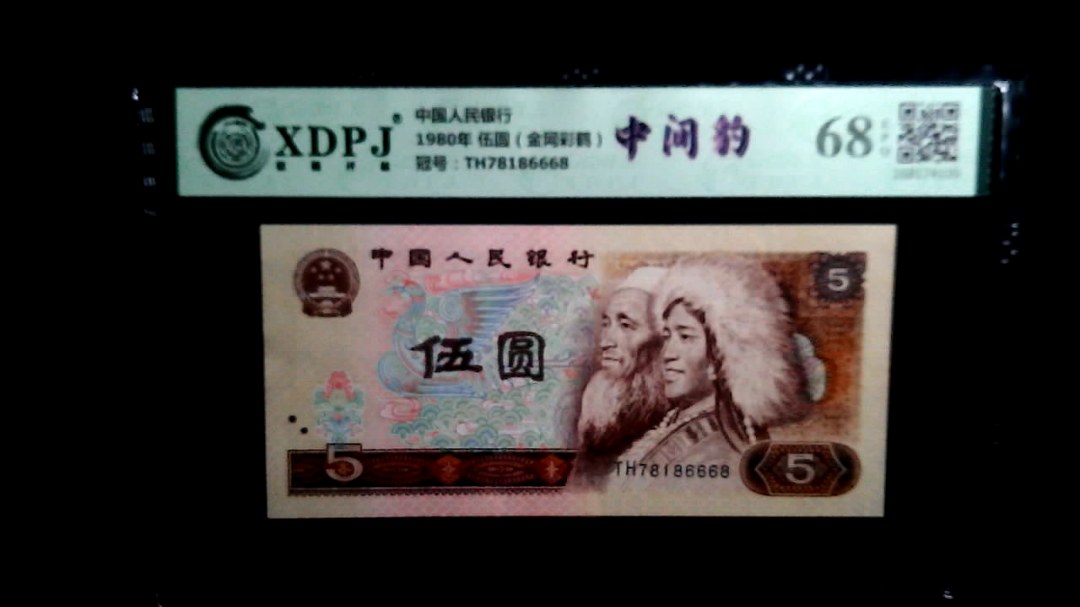 XDPJ
中国人民银行
1980年 伍圆（金网彩鹤）
冠号：TH78186668
中间豹
68
中国人民银行
5
伍圆
5
TH78186668
5